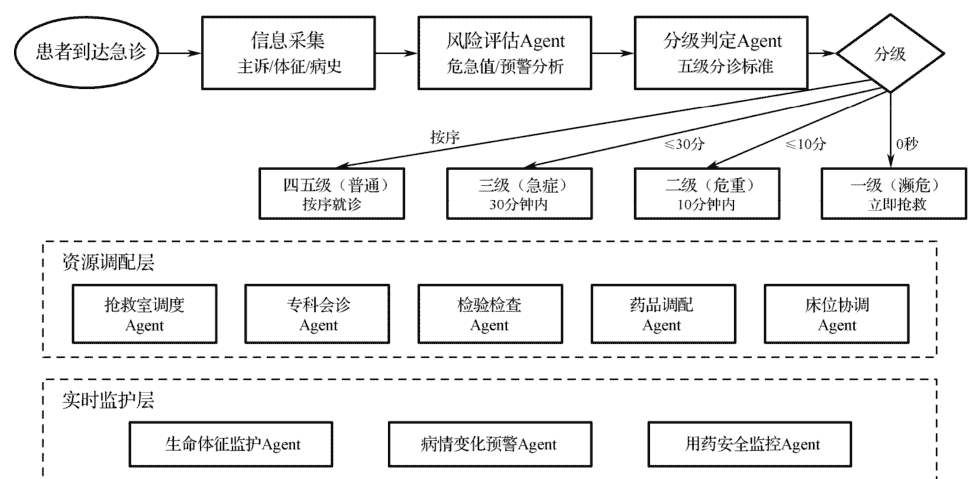 患者到达急诊
信息采集
主诉/体征/病史
风险评估Agent
危急值/预警分析
分级判定Agent
五级分诊标准
分级
按序
≤30分
≤10分
0秒
四五级（普通）
按序就诊
三级（急症）
30分钟内
二级（危重）
10分钟内
一级（濒危）
立即抢救
资源调配层
抢救室调度
Agent
专科会诊
Agent
检验检查
Agent
药品调配
Agent
床位协调
Agent
实时监护层
生命体征监护Agent
病情变化预警Agent
用药安全监控Agent